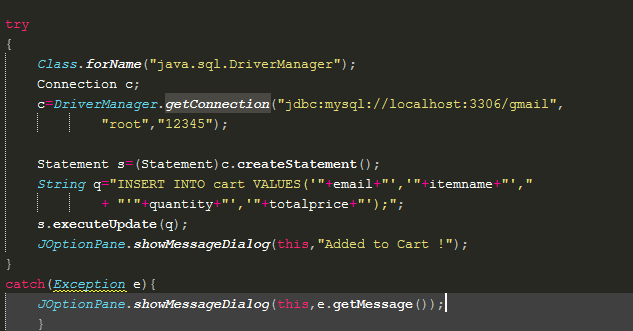 try
{
Class.forName("java.sql.DriverManager");
Connection c;
c=DriverManager.getConnection("jdbc:mysql://localhost:3306/gmail",
"root","12345");
Statement s=(Statement)c.createStatement();
String q="INSERT INTO cart VALUES('"+email+"','"+itemname+"',"
+ "'"+quantity+"','"+totalprice+"');";
s.executeUpdate(q);
JOptionPane.showMessageDialog(this,"Added to Cart !");
}
catch(Exception e){
JOptionPane.showMessageDialog(this,e.getMessage());
}